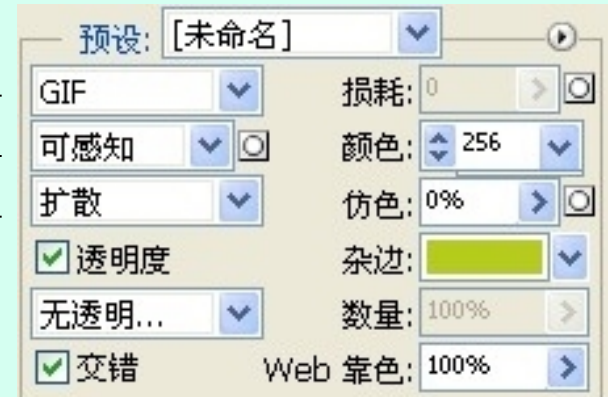 预设: [未命名]
GIF 损耗: 0
可感知 颜色: 256
扩散 仿色: 0%
透明度 杂边:
无透明... 数量: 100%
交错 Web 靠色: 100%